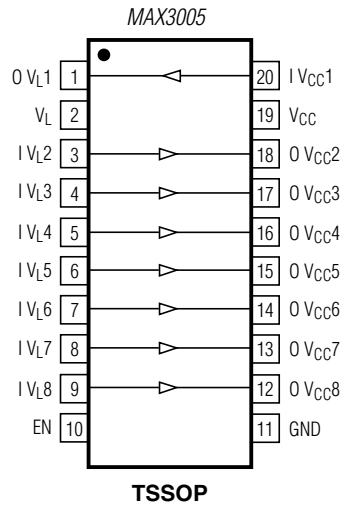 MAX3005
O VL1 1 20 I VCC1
VL 2 19 VCC
I VL2 3 18 O VCC2
I VL3 4 17 O VCC3
I VL4 5 16 O VCC4
I VL5 6 15 O VCC5
I VL6 7 14 O VCC6
I VL7 8 13 O VCC7
I VL8 9 12 O VCC8
EN 10 11 GND
TSSOP